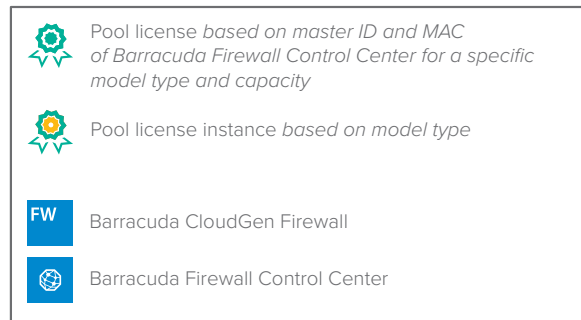 Pool license based on master ID and MAC
of Barracuda Firewall Control Center for a specific
model type and capacity
Pool license instance based on model type
FW
Barracuda CloudGen Firewall
Barracuda Firewall Control Center